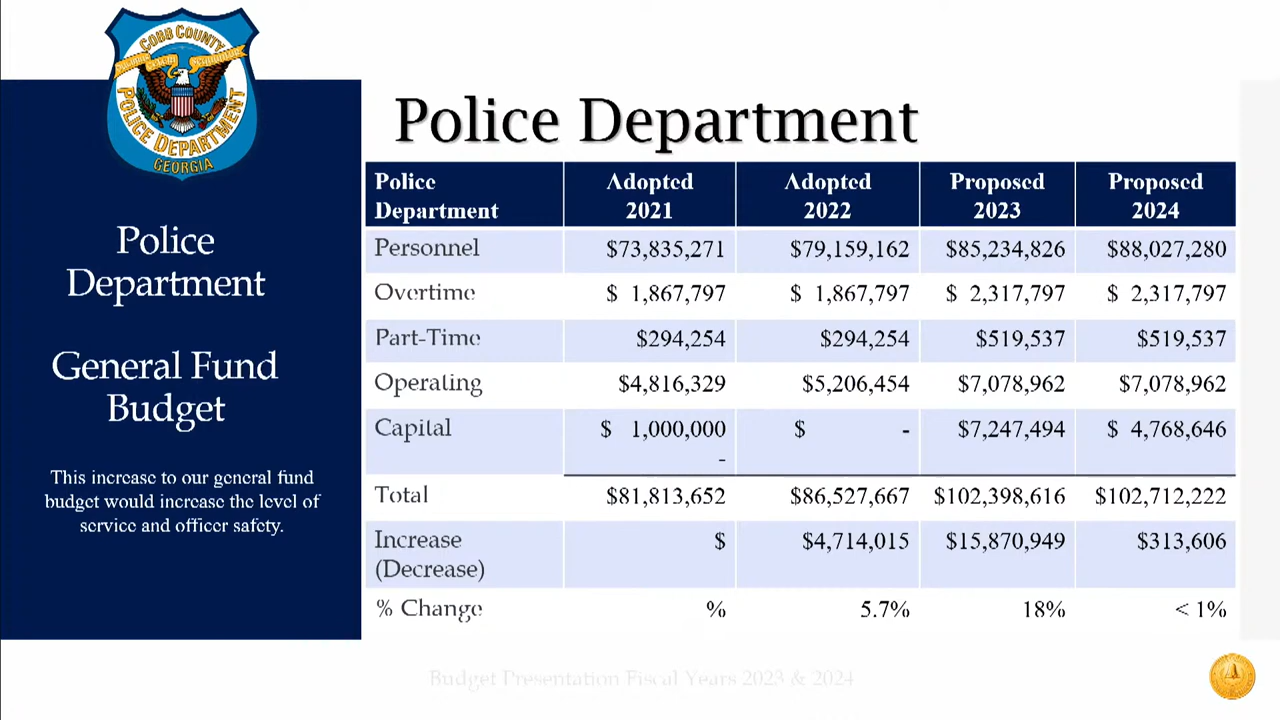 COBB COUNTY
POLICE DEPARTMENT
GEORGIA
Police Department
Police
Department
General Fund
Budget
This increase to our general fund
budget would increase the level of
service and officer safety.
Police Department Adopted 2021 Adopted 2022 Proposed 2023 Proposed 2024
Personnel $73,835,271 $79,159,162 $85,234,826 $88,027,280
Overtime $ 1,867,797 $ 1,867,797 $ 2,317,797 $ 2,317,797
Part-Time $294,254 $294,254 $519,537 $519,537
Operating $4,816,329 $5,206,454 $7,078,962 $7,078,962
Capital $ 1,000,000 - $ - $7,247,494 $ 4,768,646
Total $81,813,652 $86,527,667 $102,398,616 $102,712,222
Increase (Decrease) $ $4,714,015 $15,870,949 $313,606
% Change % 5.7% 18% < 1%
Budget Presentation Fiscal Years 2023 & 2024